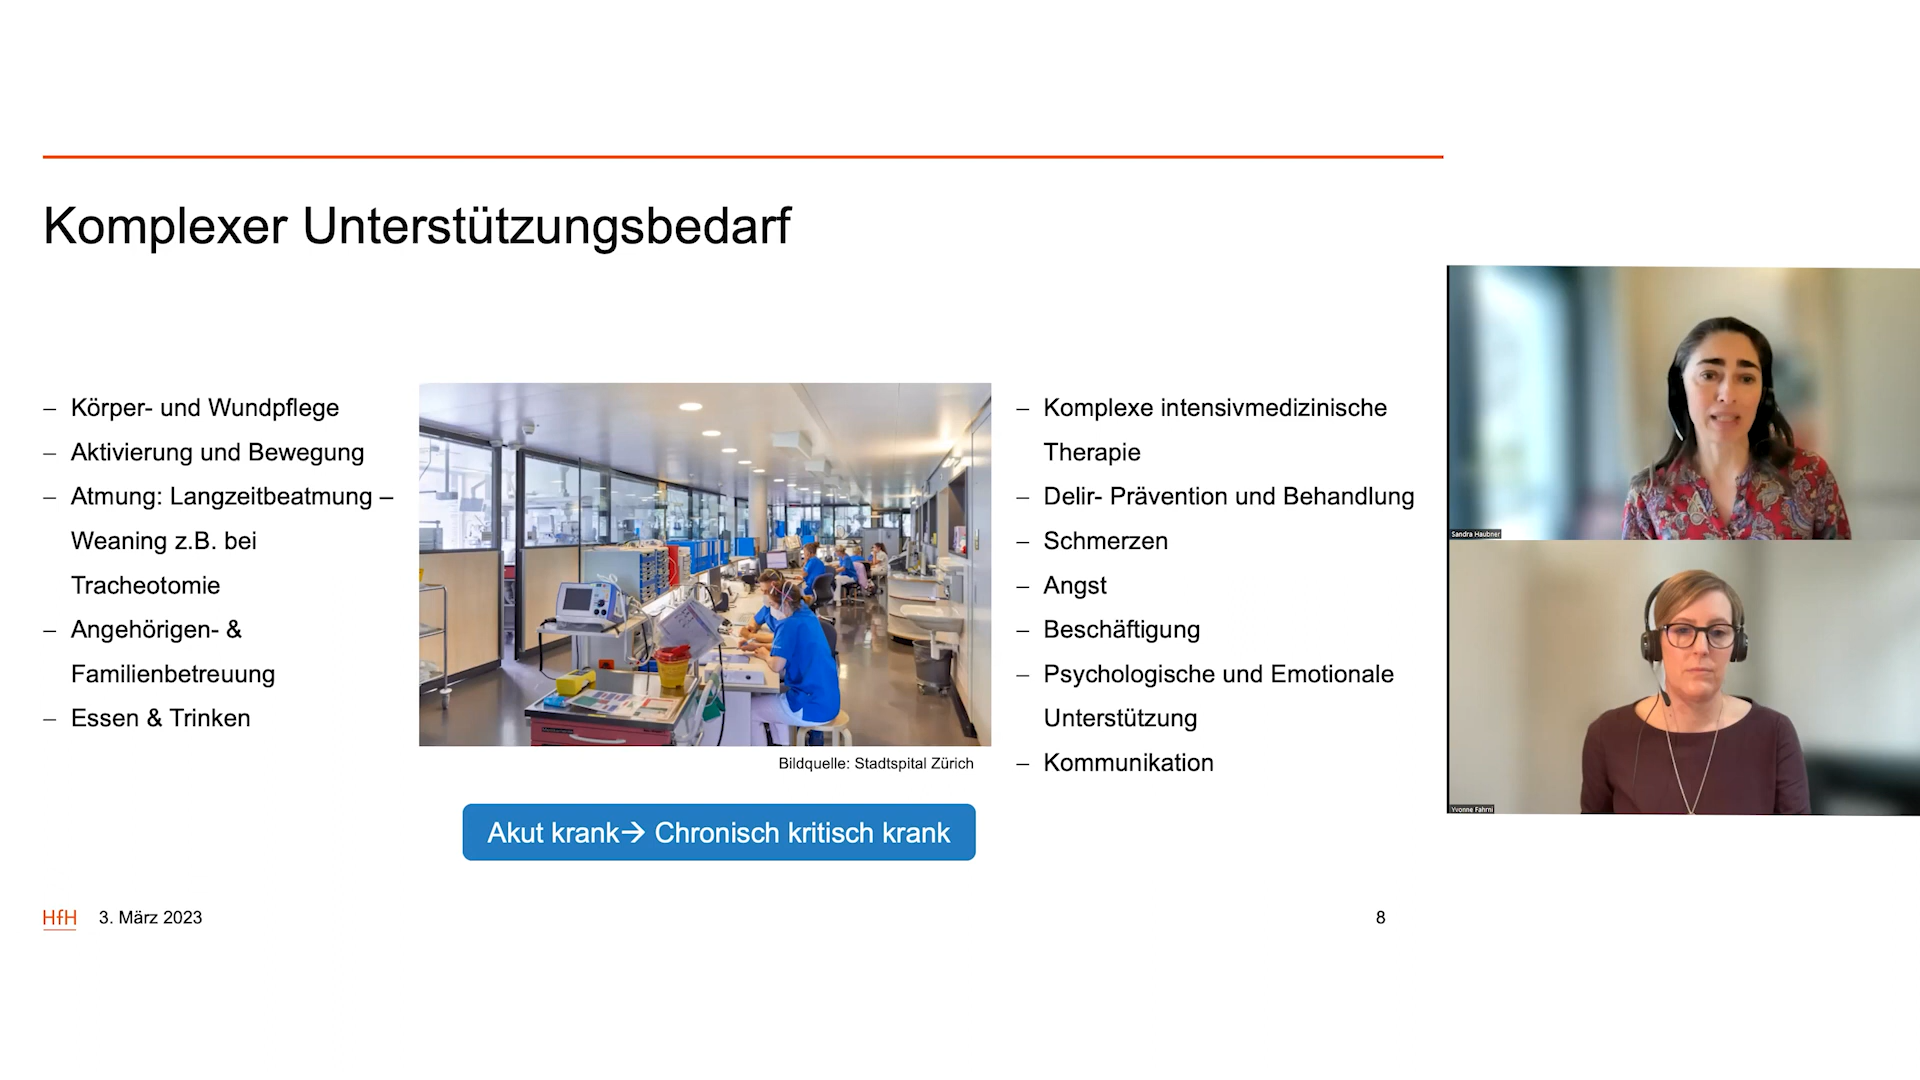 Komplexer Unterstützungsbedarf
– Körper- und Wundpflege
– Aktivierung und Bewegung
– Atmung: Langzeitbeatmung –
Weaning z.B. bei
Tracheotomie
– Angehörigen- &
Familienbetreuung
– Essen & Trinken
Bildquelle: Stadtspital Zürich
Akut krank→ Chronisch kritisch krank
– Komplexe intensivmedizinische
Therapie
– Delir- Prävention und Behandlung
– Schmerzen
– Angst
– Beschäftigung
– Psychologische und Emotionale
Unterstützung
– Kommunikation
Sandra Haubner
Yvonne Fahrni
HfH 3. März 2023
8